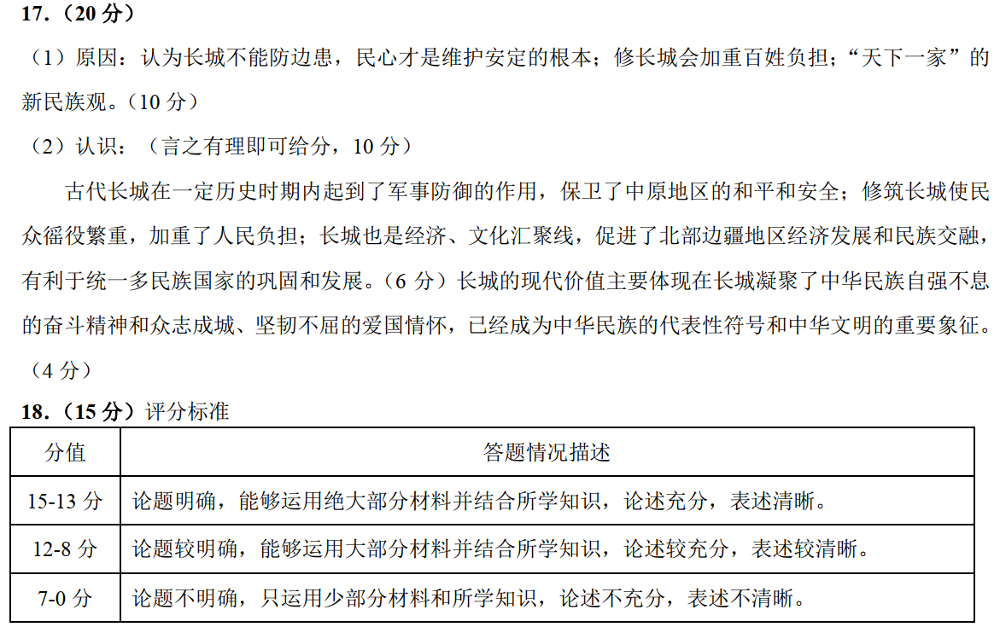 17.（20 分）
（1）原因：认为长城不能防边患，民心才是维护安定的根本；修长城会加重百姓负担；“天下一家”的
新民族观。（10 分）
（2）认识：（言之有理即可给分，10 分）
古代长城在一定历史时期内起到了军事防御的作用，保卫了中原地区的和平和安全；修筑长城使民
众徭役繁重，加重了人民负担；长城也是经济、文化汇聚线，促进了北部边疆地区经济发展和民族交融，
有利于统一多民族国家的巩固和发展。（6 分）长城的现代价值主要体现在长城凝聚了中华民族自强不息
的奋斗精神和众志成城、坚韧不屈的爱国情怀，已经成为中华民族的代表性符号和中华文明的重要象征。
（4 分）
18.（15 分）评分标准
分值 答题情况描述
15-13 分 论题明确，能够运用绝大部分材料并结合所学知识，论述充分，表述清晰。
12-8 分 论题较明确，能够运用大部分材料并结合所学知识，论述较充分，表述较清晰。
7-0 分 论题不明确，只运用少部分材料和所学知识，论述不充分，表述不清晰。